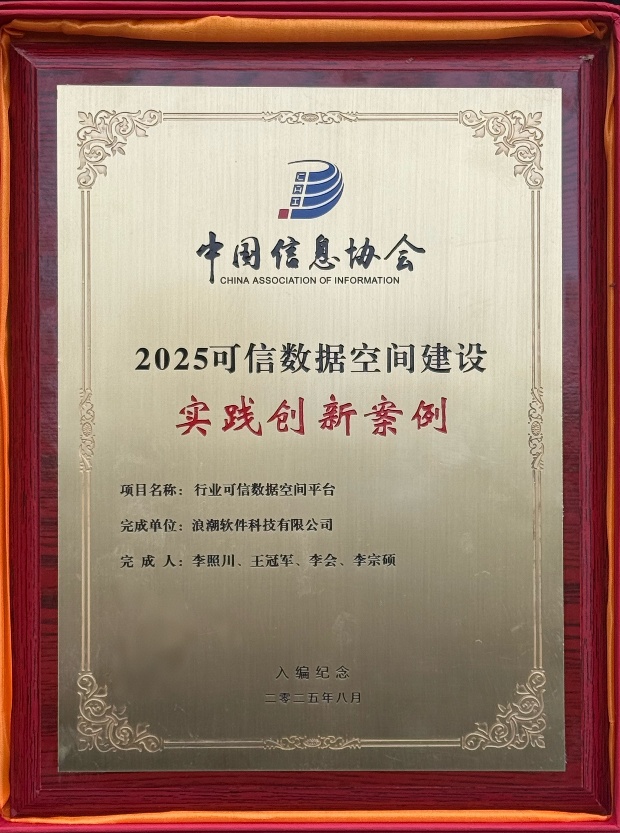 CAI
中国信息协会
CHINA ASSOCIATION OF INFORMATION
2025可信数据空间建设
实践创新案例
项目名称：行业可信数据空间平台
完成单位：浪潮软件科技有限公司
完 成 人：李照川、王冠军、李会、李宗硕
入编纪念
二零二五年八月